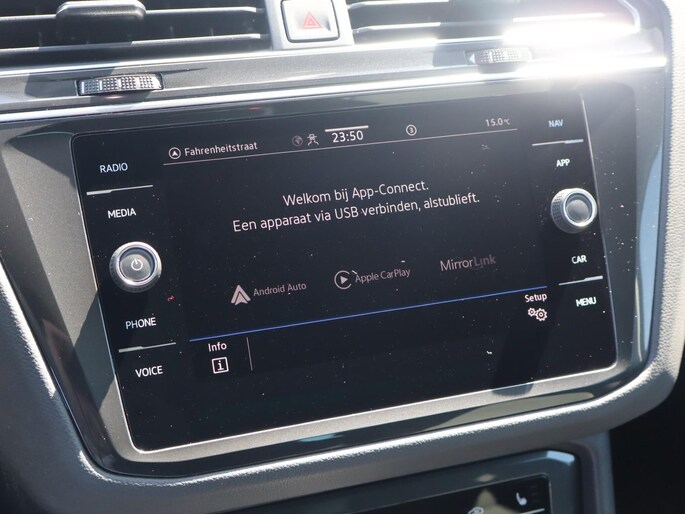 Fahrenheitstraat
23:50
3
15.0°C
NAV
RADIO
APP
MEDIA
Welkom bij App-Connect.
Een apparaat via USB verbinden, alstublieft.
Android Auto
Apple CarPlay
MirrorLink
CAR
PHONE
Setup
MENU
VOICE
Info
i